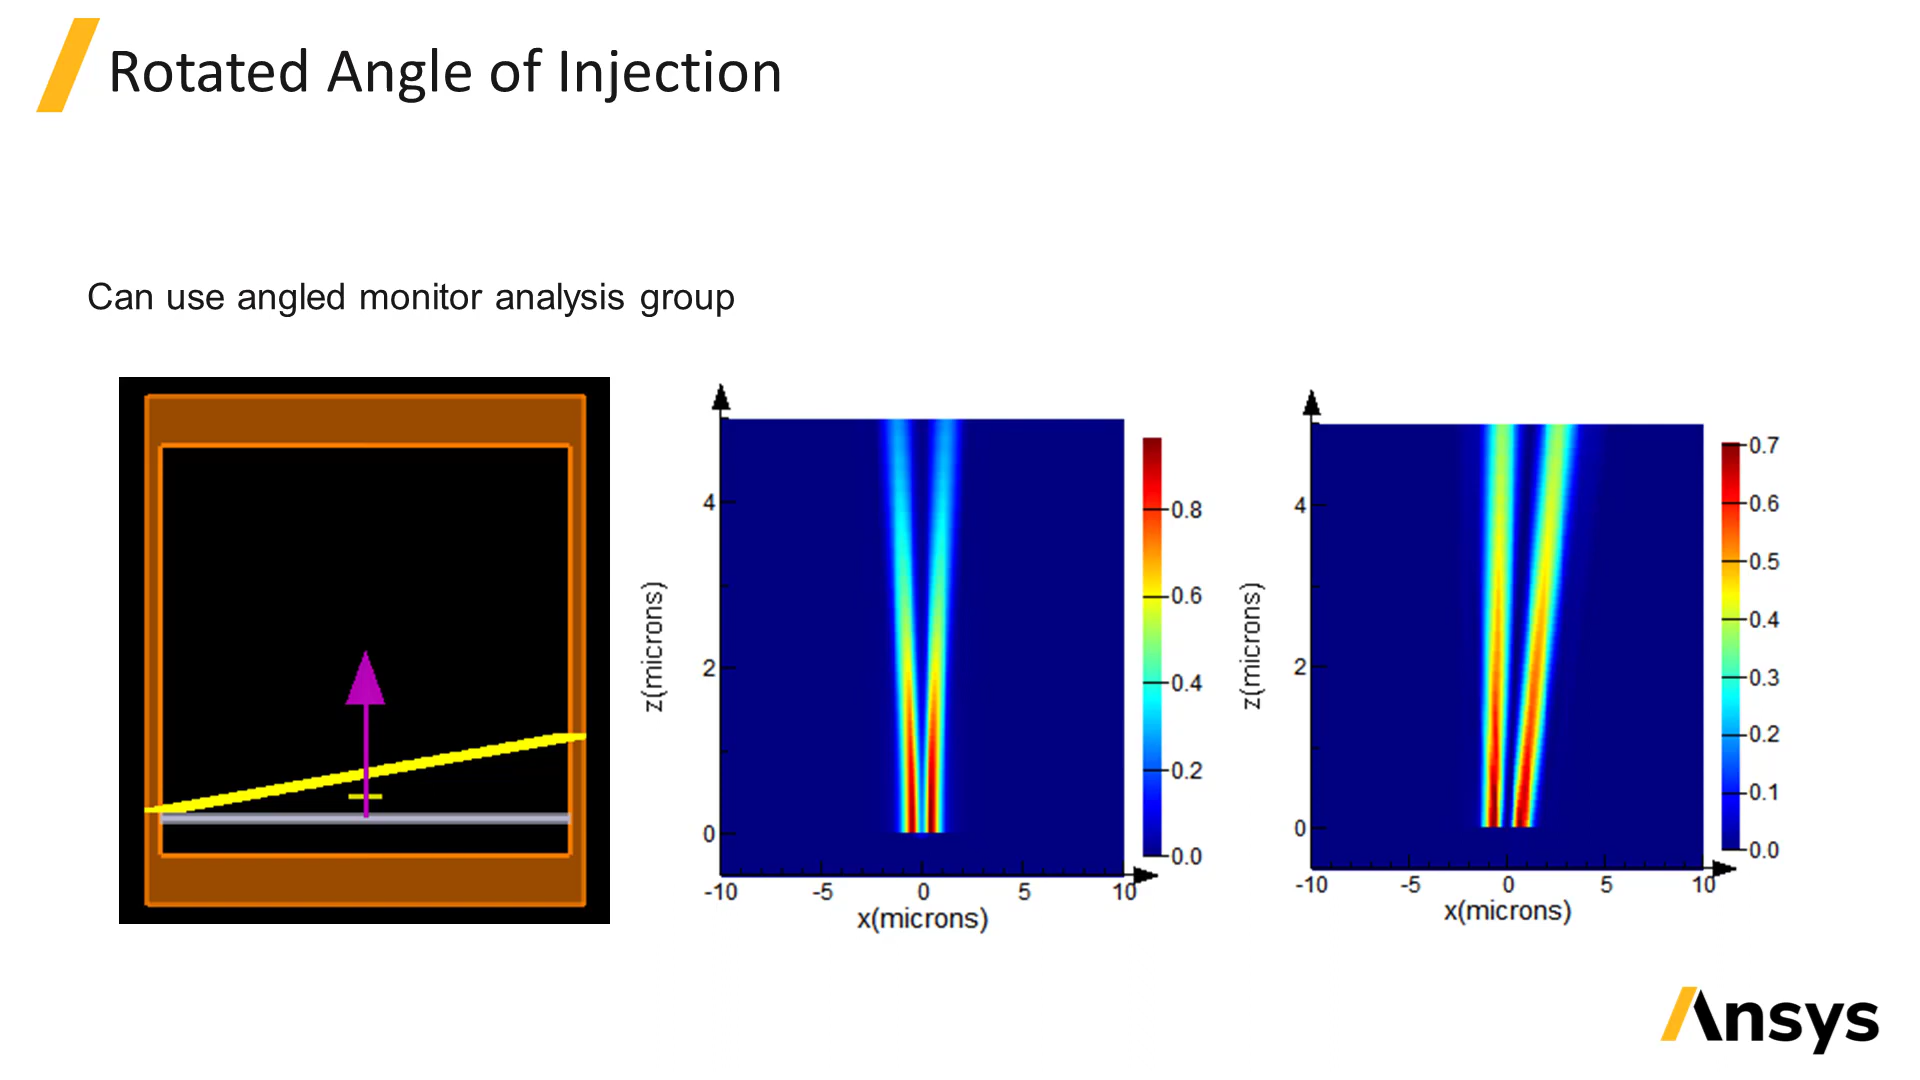 Rotated Angle of Injection
Can use angled monitor analysis group
z(microns)
4
2
0
-10 -5 0 5 10
x(microns)
0.8
0.6
0.4
0.2
0.0
z(microns)
4
2
0
-10 -5 0 5 10
x(microns)
0.7
0.6
0.5
0.4
0.3
0.2
0.1
0.0
Ansys